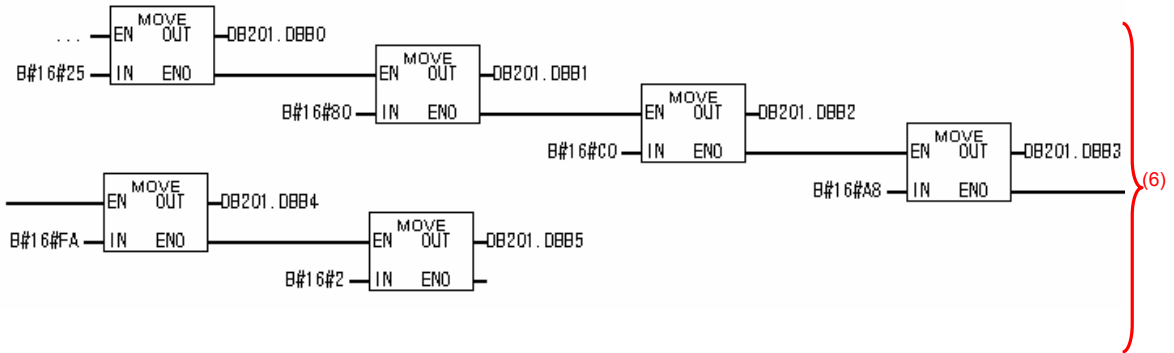 MOVE
... EN OUT DB201.DBB0
B#16#25 IN ENO
MOVE
EN OUT DB201.DBB1
B#16#80 IN ENO
MOVE
EN OUT DB201.DBB2
B#16#C0 IN ENO
MOVE
EN OUT DB201.DBB3
B#16#A8 IN ENO
(6)
MOVE
EN OUT DB201.DBB4
B#16#FA IN ENO
MOVE
EN OUT DB201.DBB5
B#16#2 IN ENO